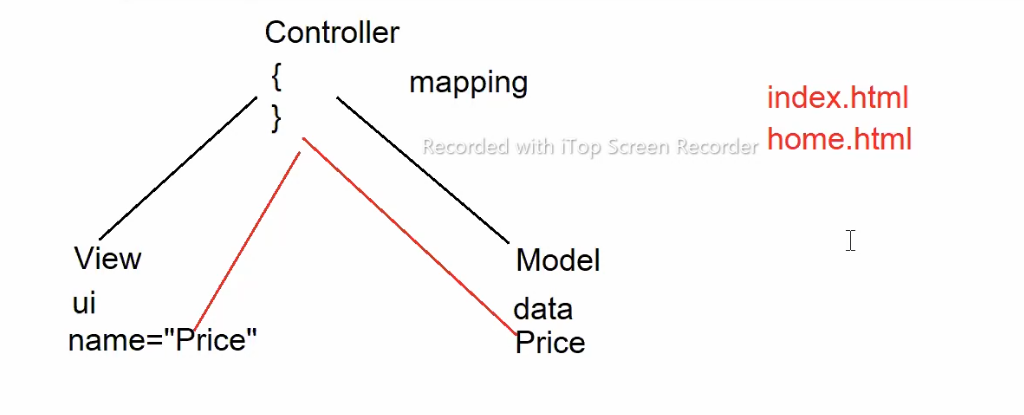 Controller
{
mapping
}
index.html
home.html
Recorded with iTop Screen Recorder
View
ui
name="Price"
Model
data
Price